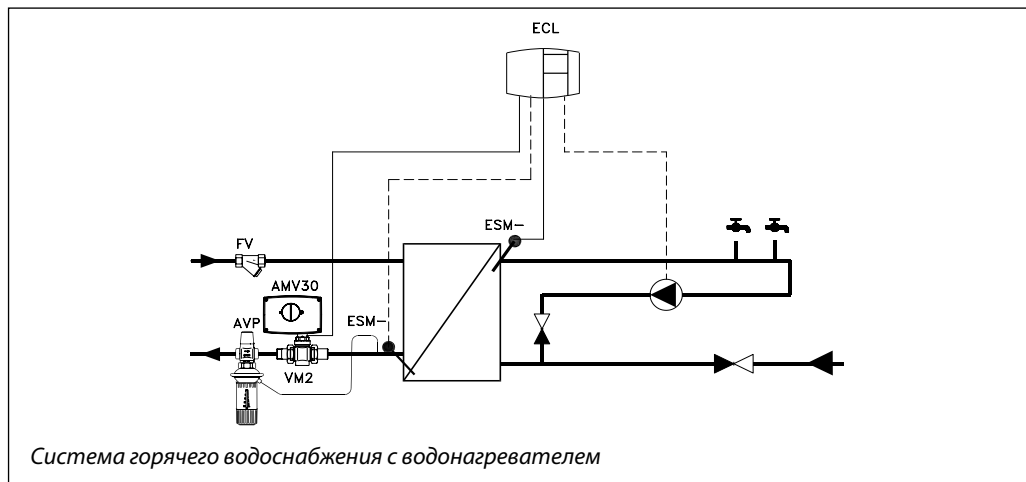 ECL
ESM-
FV
AMV30
ESM-
AVP
VM2
Система горячего водоснабжения с водонагревателем